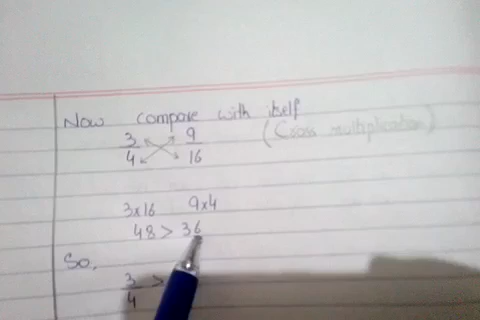 Now compare with itself
(Cross multiplication)
3/4 9/16
3x16 9x4
48 > 36
So,
3/4 >